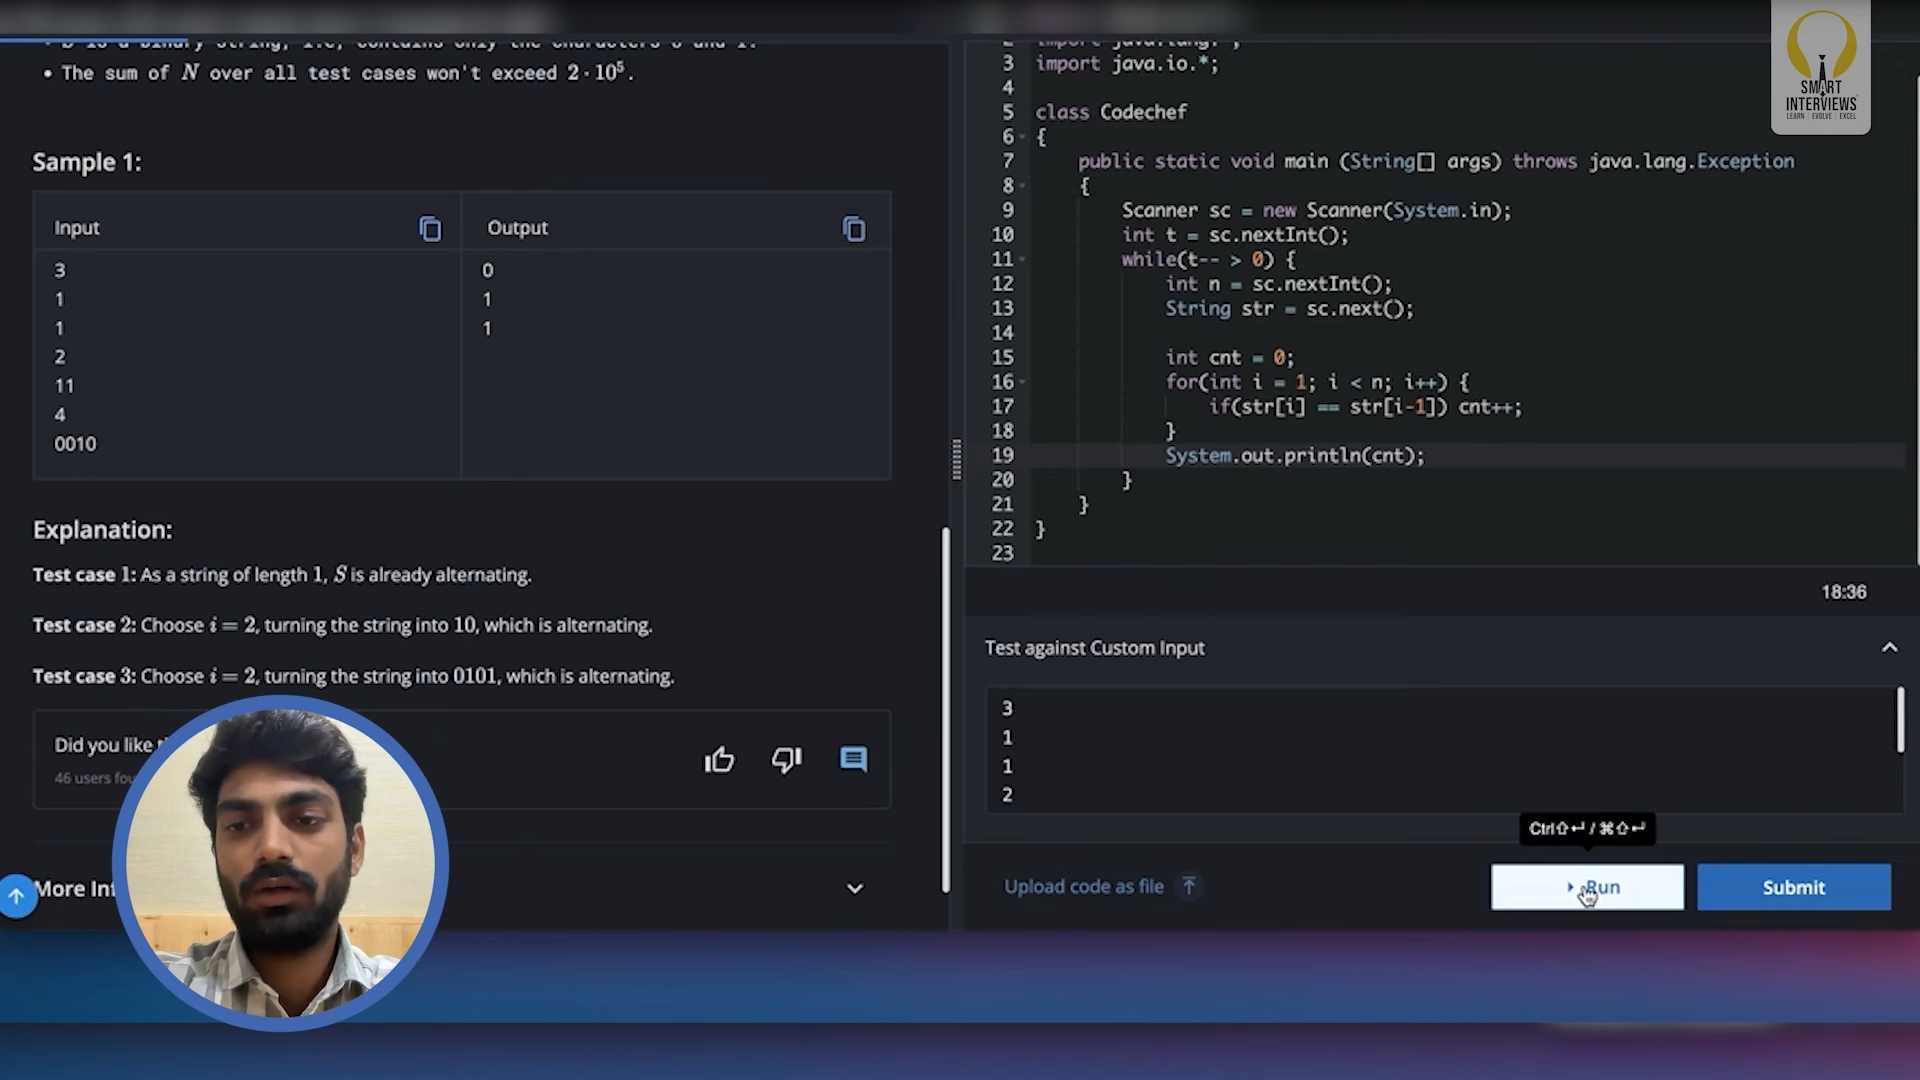 The sum of N over all test cases won't exceed 2 · 10⁵.
Sample 1:
Input
Output
3
1
1
2
11
4
0010
0
1
1
Explanation:
Test case 1: As a string of length 1, S is already alternating.
Test case 2: Choose i = 2, turning the string into 10, which is alternating.
Test case 3: Choose i = 2, turning the string into 0101, which is alternating.
Did you like
46 users
More
2 import java.lang.*;
3 import java.io.*;
4
5 class Codechef
6 {
7 public static void main (String[] args) throws java.lang.Exception
8 {
9 Scanner sc = new Scanner(System.in);
10 int t = sc.nextInt();
11 while(t-- > 0) {
12 int n = sc.nextInt();
13 String str = sc.next();
14
15 int cnt = 0;
16 for(int i = 1; i < n; i++) {
17 if(str[i] == str[i-1]) cnt++;
18 }
19 System.out.println(cnt);
20 }
21 }
22 }
23
18:36
Test against Custom Input
3
1
1
2
Ctrl⇧↵ / ⌘⇧↵
Upload code as file
Run
Submit
SMART
INTERVIEWS
LEARN | EVOLVE | EXCEL